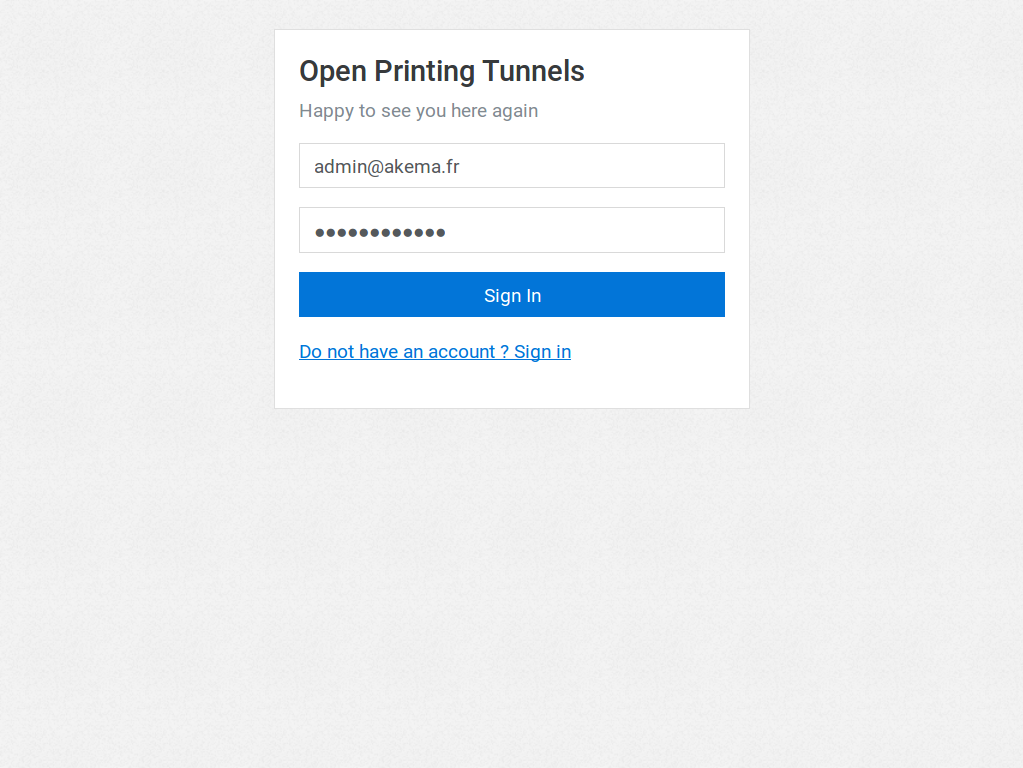 Open Printing Tunnels
Happy to see you here again
admin@akema.fr
●●●●●●●●●●●●
Sign In
Do not have an account ? Sign in